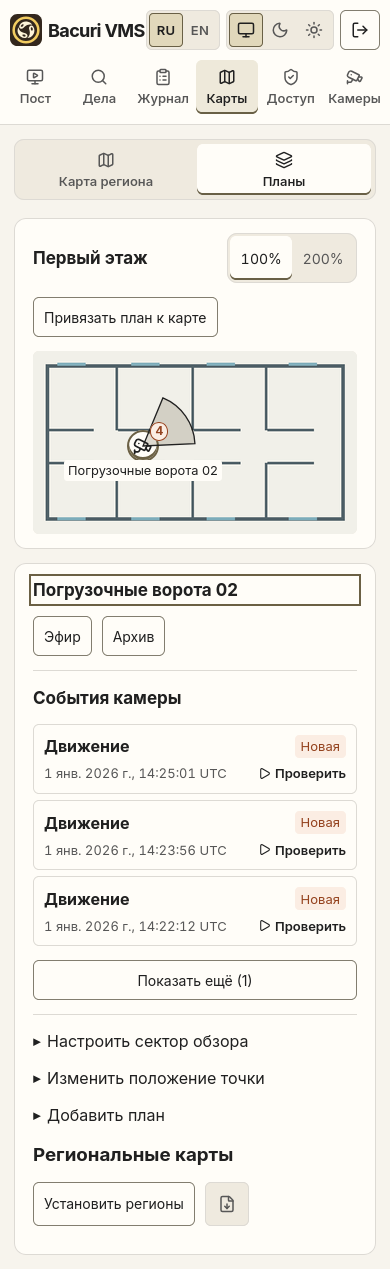 Bacuri VMS
RU EN
Пост Дела Журнал Карты Доступ Камеры
Карта региона Планы
Первый этаж
100% 200%
Привязать план к карте
4
Погрузочные ворота 02
Погрузочные ворота 02
Эфир Архив
События камеры
Движение Новая
1 янв. 2026 г., 14:25:01 UTC Проверить
Движение Новая
1 янв. 2026 г., 14:23:56 UTC Проверить
Движение Новая
1 янв. 2026 г., 14:22:12 UTC Проверить
Показать ещё (1)
Настроить сектор обзора
Изменить положение точки
Добавить план
Региональные карты
Установить регионы